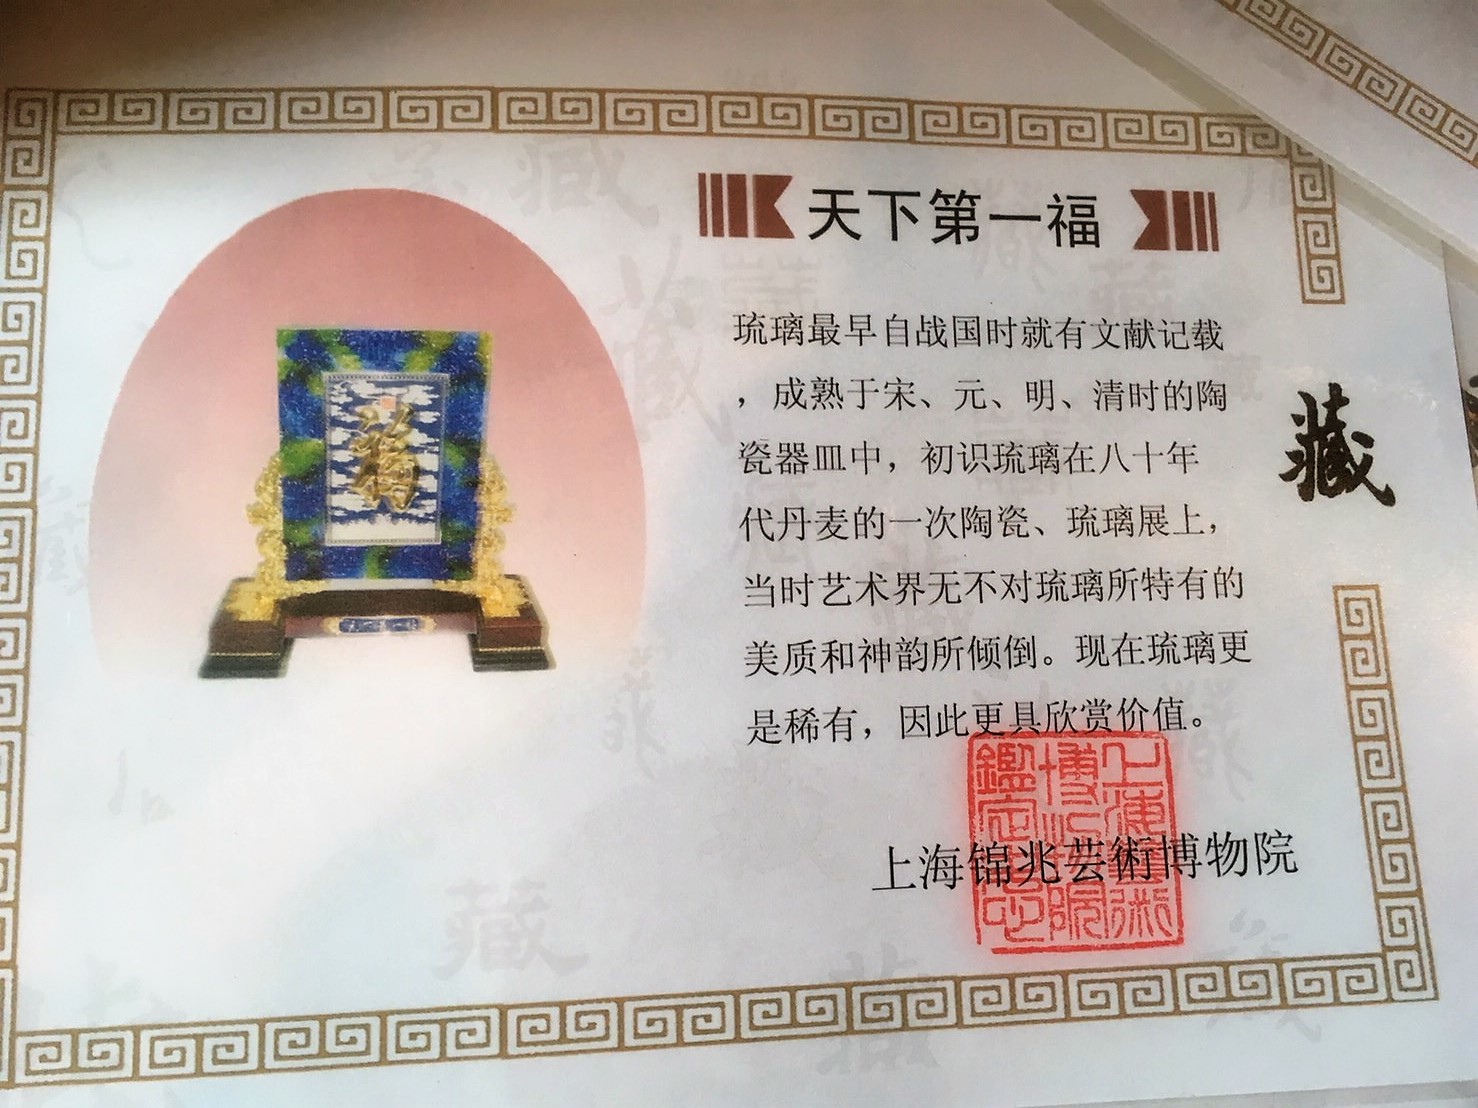 天下第一福
琉璃最早自战国时就有文献记载
，成熟于宋、元、明、清时的陶
瓷器皿中，初识琉璃在八十年
代丹麦的一次陶瓷、琉璃展上，
当时艺术界无不对琉璃所特有的
美质和神韵所倾倒。现在琉璃更
是稀有，因此更具欣赏价值。
上海锦兆芸術博物院
藏
福